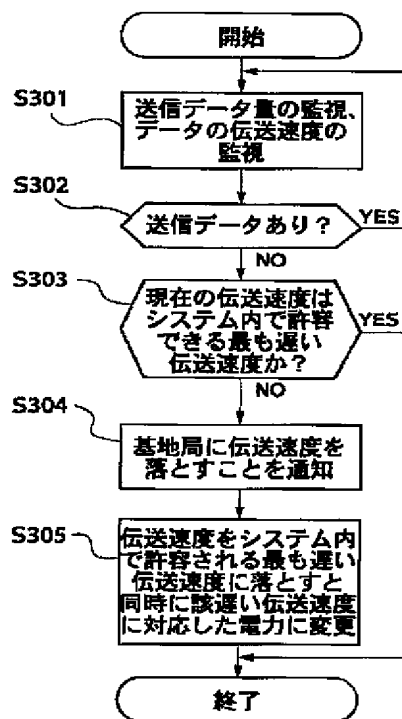 開始
S301
送信データ量の監視、
データの伝送速度の
監視
S302
送信データあり?
YES
NO
S303
現在の伝送速度は
システム内で許容
できる最も遅い
伝送速度か?
YES
NO
S304
基地局に伝送速度を
落とすことを通知
S305
伝送速度をシステム内
で許容される最も遅い
伝送速度に落とすと
同時に該遅い伝送速度
に対応した電力に変更
終了